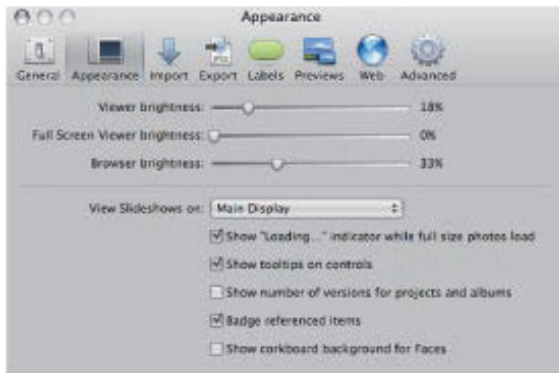 Appearance
General Appearance Import Export Labels Previews Web Advanced
Viewer brightness: 18%
Full Screen Viewer brightness: 0%
Browser brightness: 33%
View Slideshows on: Main Display
Show "Loading..." indicator while full size photos load
Show tooltips on controls
Show number of versions for projects and albums
Badge referenced items
Show corkboard background for Faces